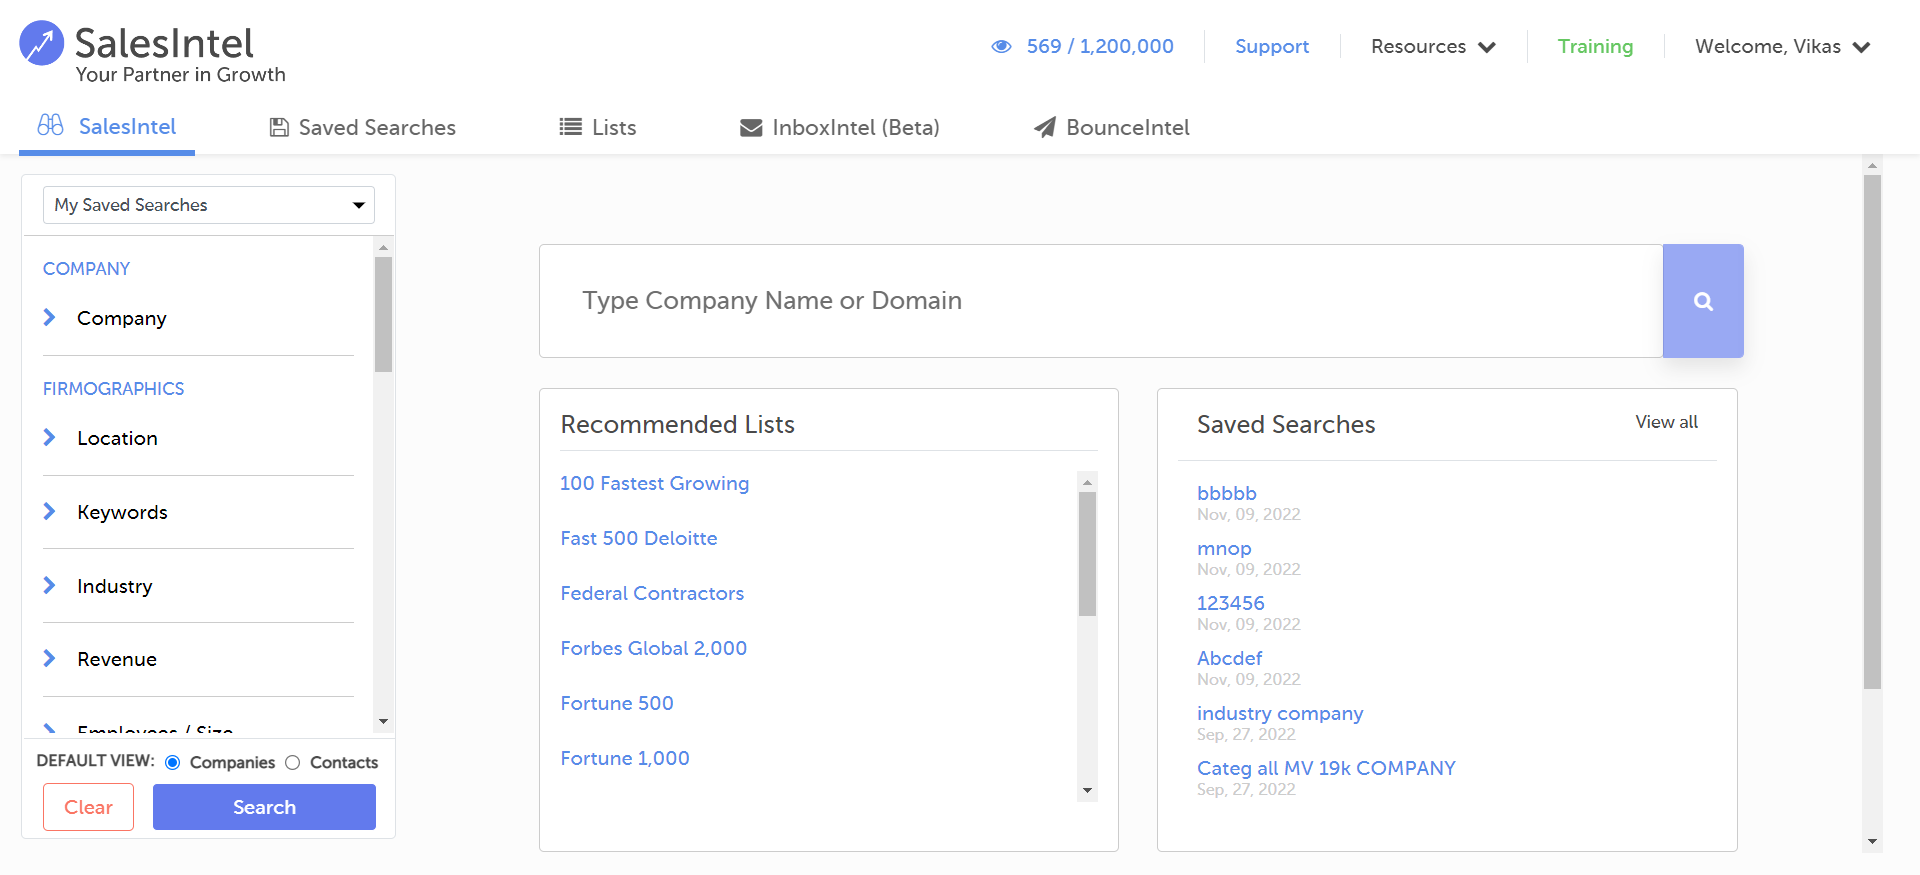 SalesIntel
Your Partner in Growth
569 / 1,200,000
Support
Resources
Training
Welcome, Vikas
SalesIntel
Saved Searches
Lists
InboxIntel (Beta)
BounceIntel
My Saved Searches
COMPANY
Company
FIRMOGRAPHICS
Location
Keywords
Industry
Revenue
Employees / Size
DEFAULT VIEW: Companies Contacts
Clear
Search
Type Company Name or Domain
Recommended Lists
100 Fastest Growing
Fast 500 Deloitte
Federal Contractors
Forbes Global 2,000
Fortune 500
Fortune 1,000
Saved Searches
View all
bbbbb
Nov, 09, 2022
mnop
Nov, 09, 2022
123456
Nov, 09, 2022
Abcdef
Nov, 09, 2022
industry company
Sep, 27, 2022
Categ all MV 19k COMPANY
Sep, 27, 2022